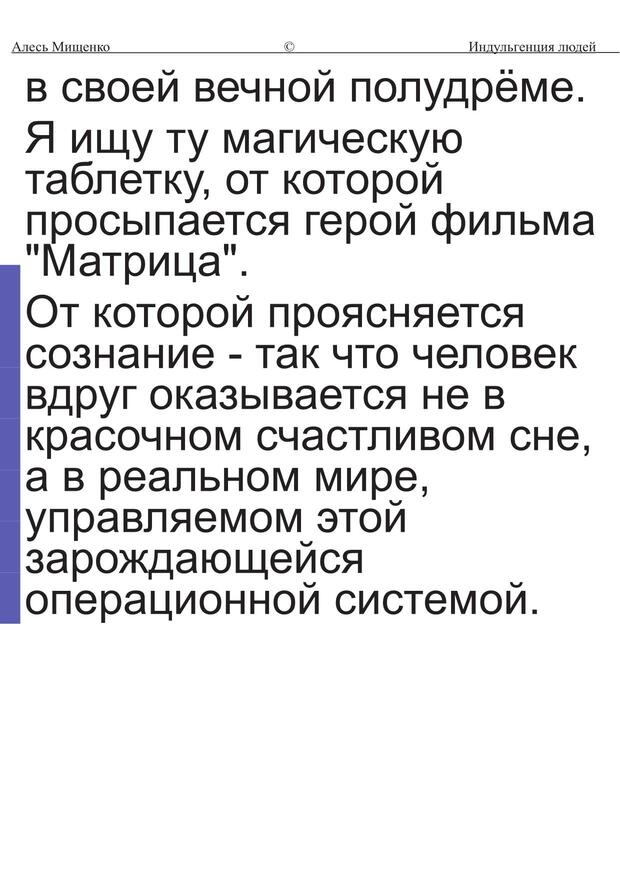 Алесь Мищенко © Индульгенция людей
в своей вечной полудрёме.
Я ищу ту магическую
таблетку, от которой
просыпается герой фильма
"Матрица".
От которой проясняется
сознание - так что человек
вдруг оказывается не в
красочном счастливом сне,
а в реальном мире,
управляемом этой
зарождающейся
операционной системой.